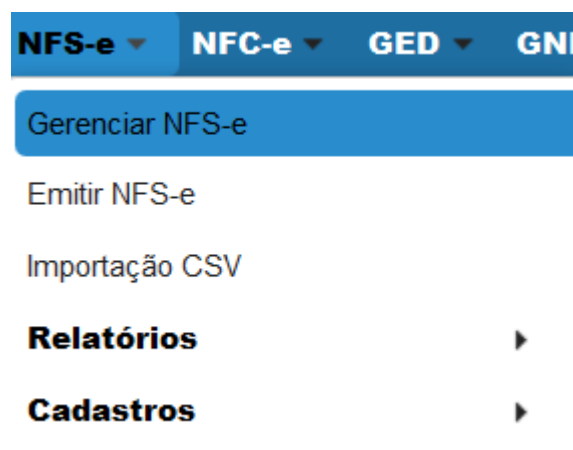 NFS-e NFC-e GED
Gerenciar NFS-e
Emitir NFS-e
Importação CSV
Relatórios
Cadastros